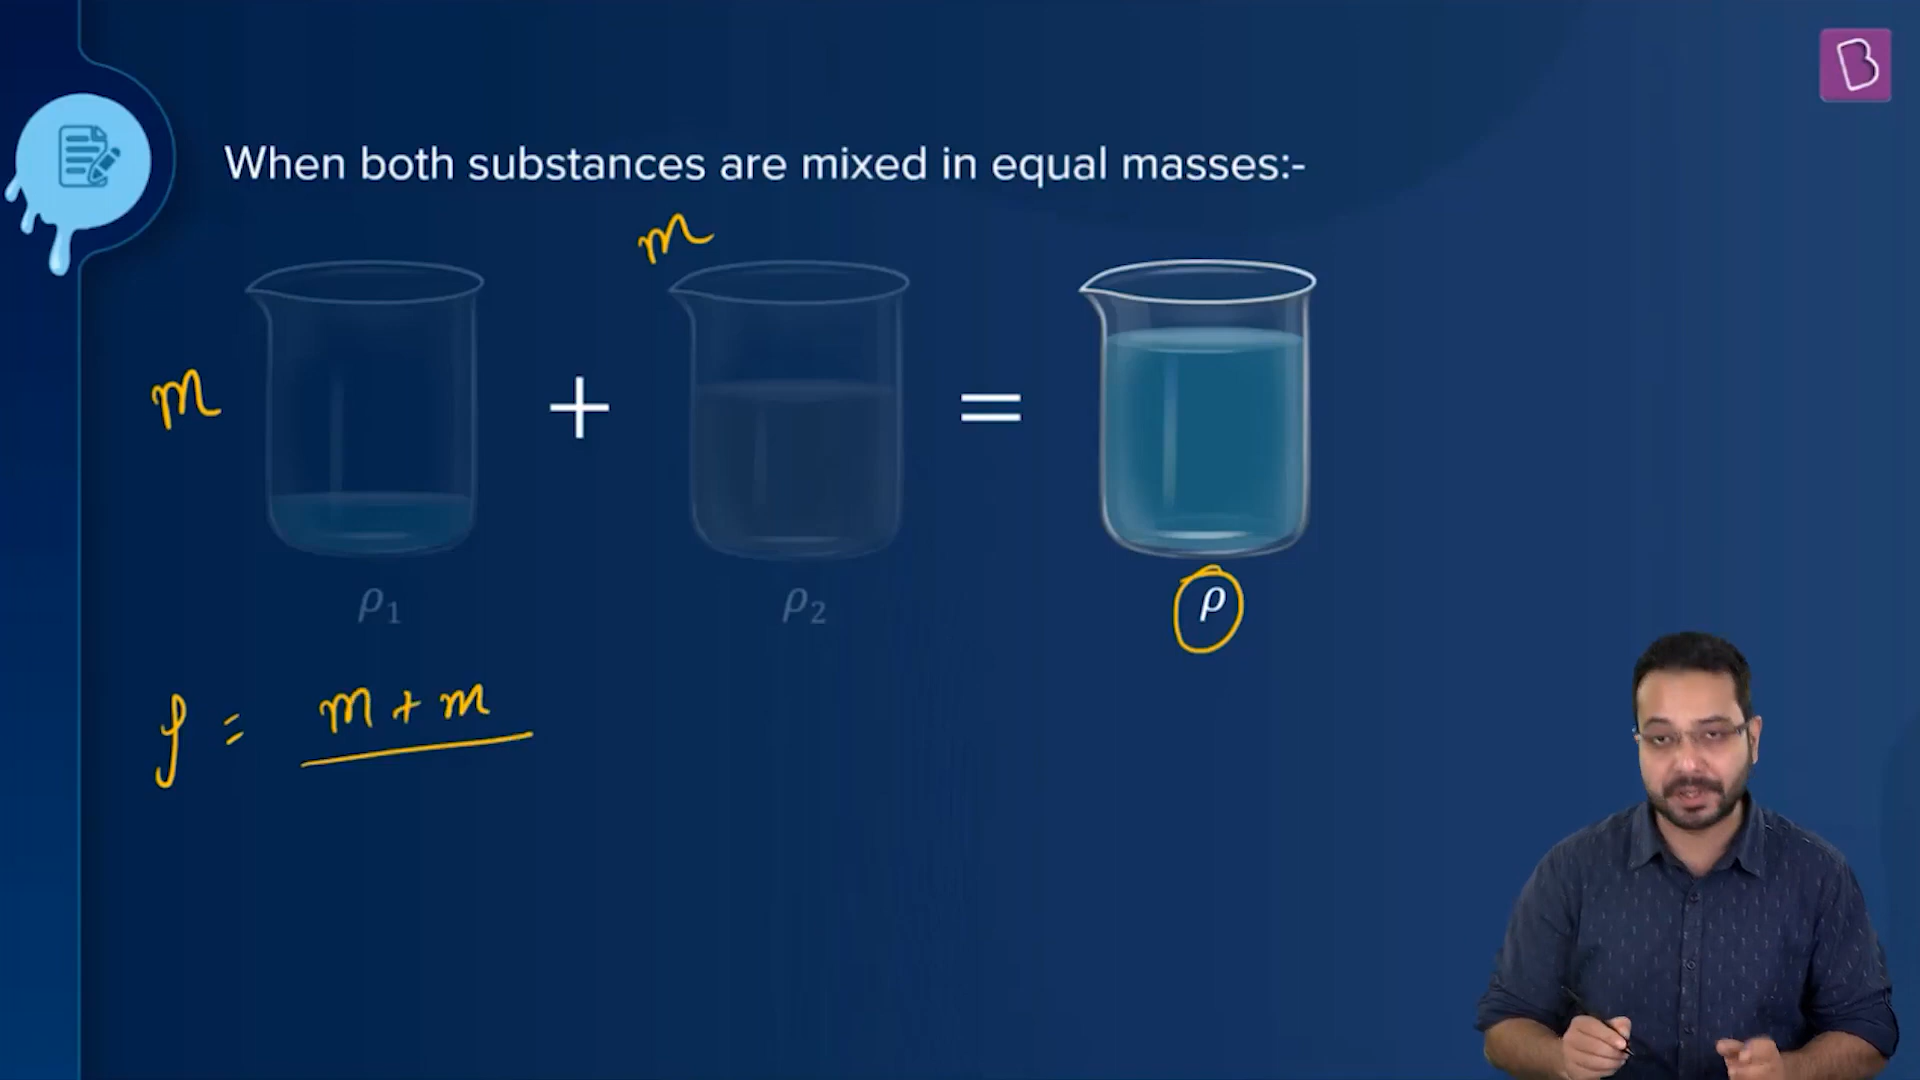 B
When both substances are mixed in equal masses:-
m
m
+
=
ρ₁
ρ₂
ρ
ρ = m + m